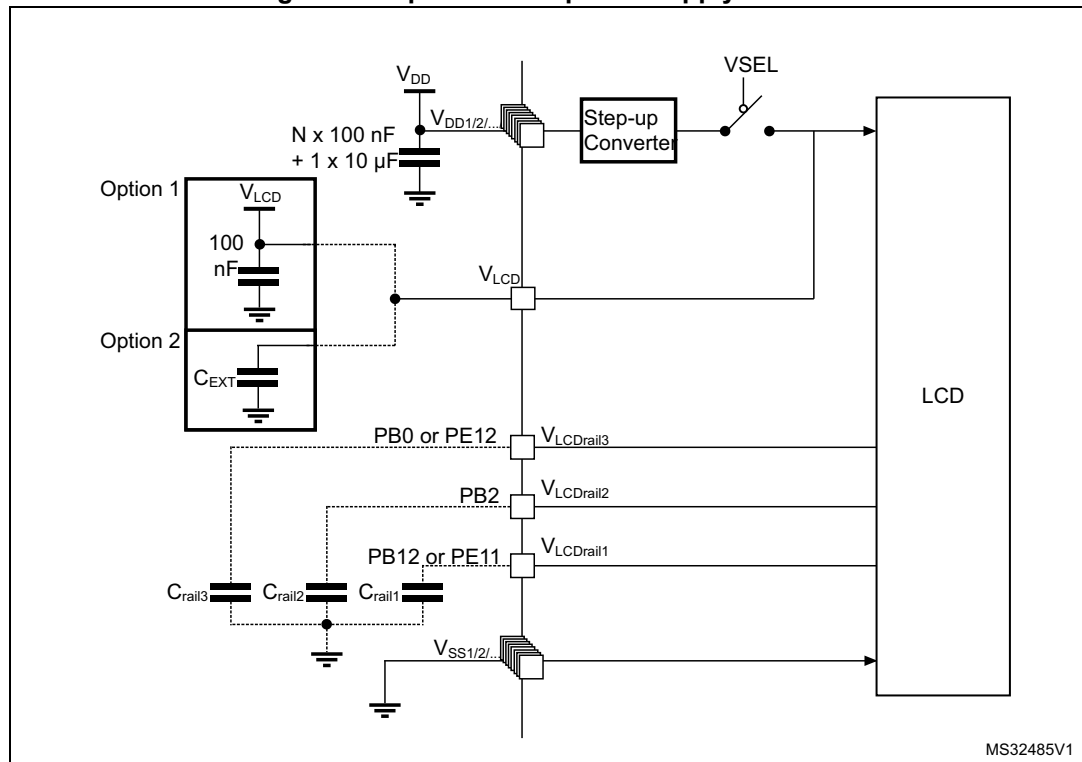 VSEL
VDD
VDD1/2/...
Step-up
Converter
N x 100 nF
+ 1 x 10 µF
Option 1
VLCD
100
nF
VLCD
Option 2
CEXT
LCD
PB0 or PE12
VLCDrail3
PB2
VLCDrail2
PB12 or PE11
VLCDrail1
Crail3
Crail2
Crail1
VSS1/2/...
MS32485V1